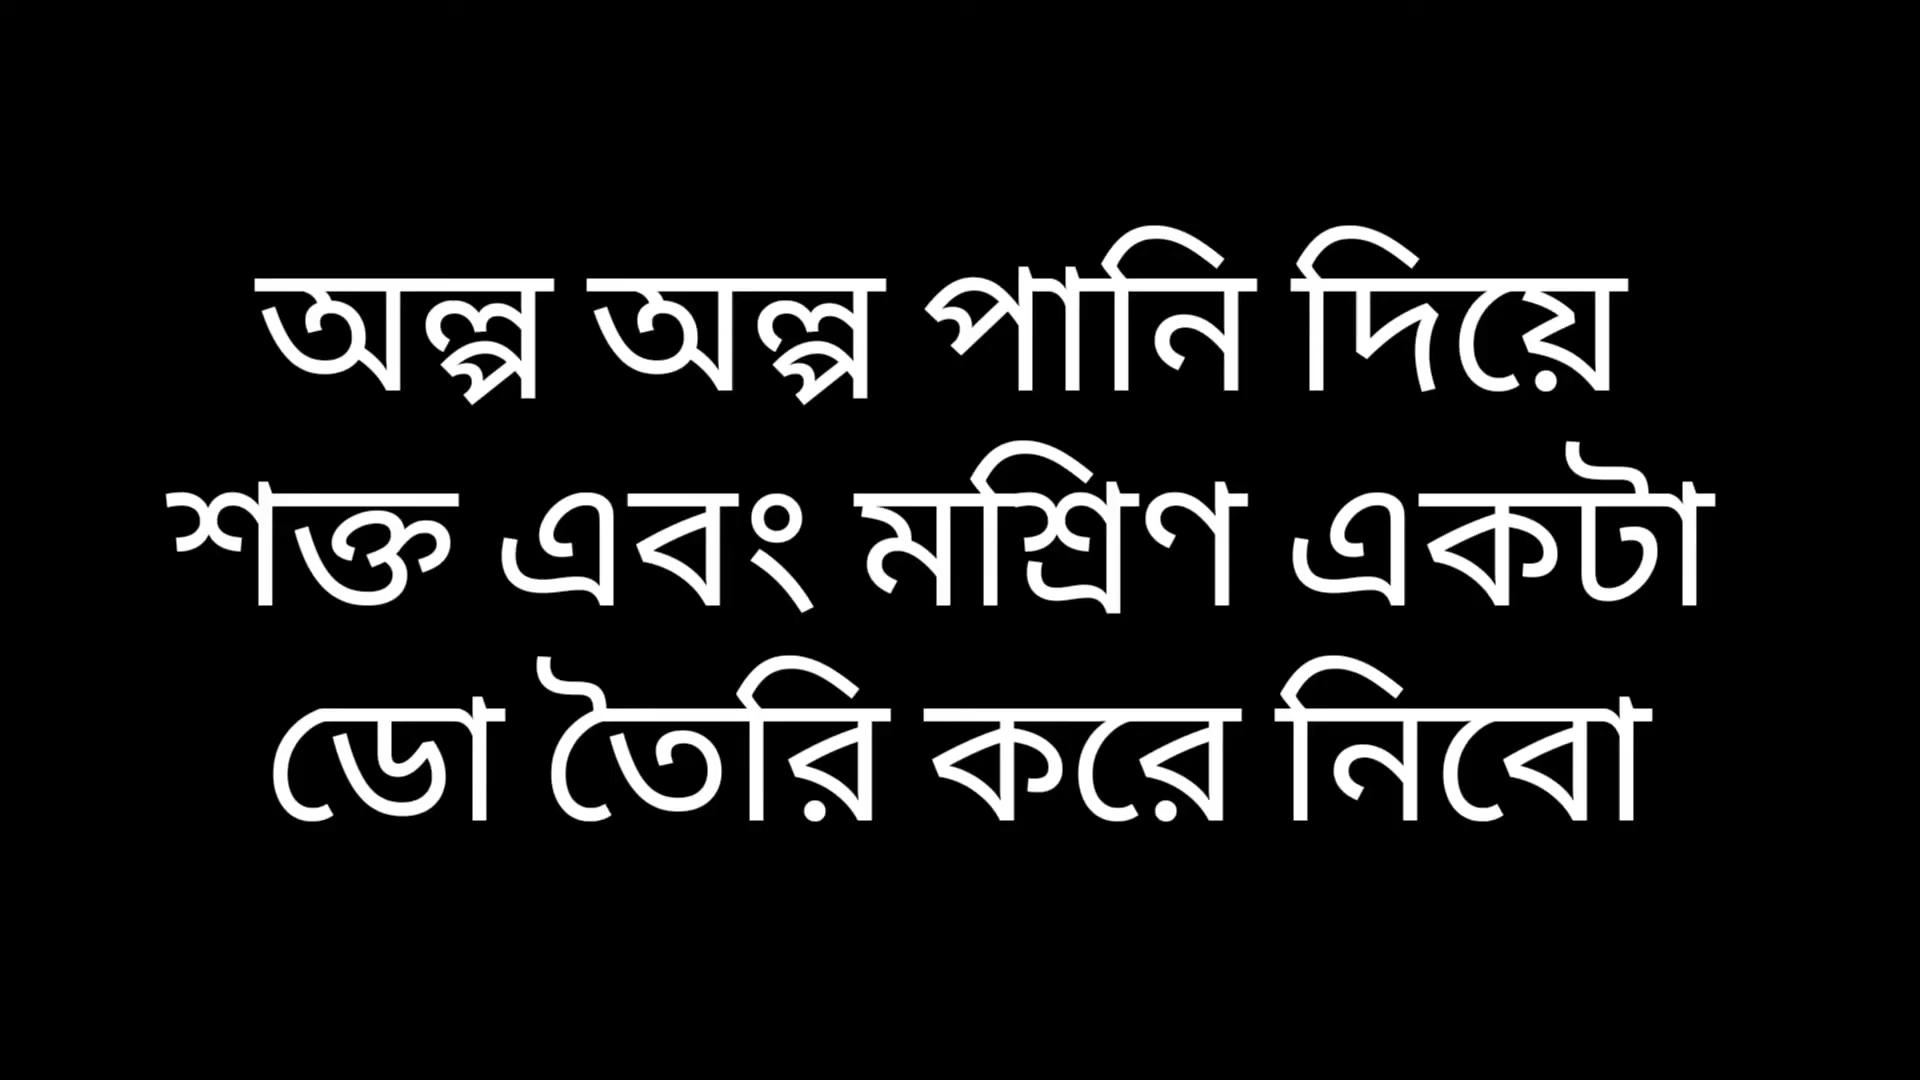 অল্প অল্প পানি দিয়ে
শক্ত এবং মশ্রিণ একটা
ডো তৈরি করে নিবো